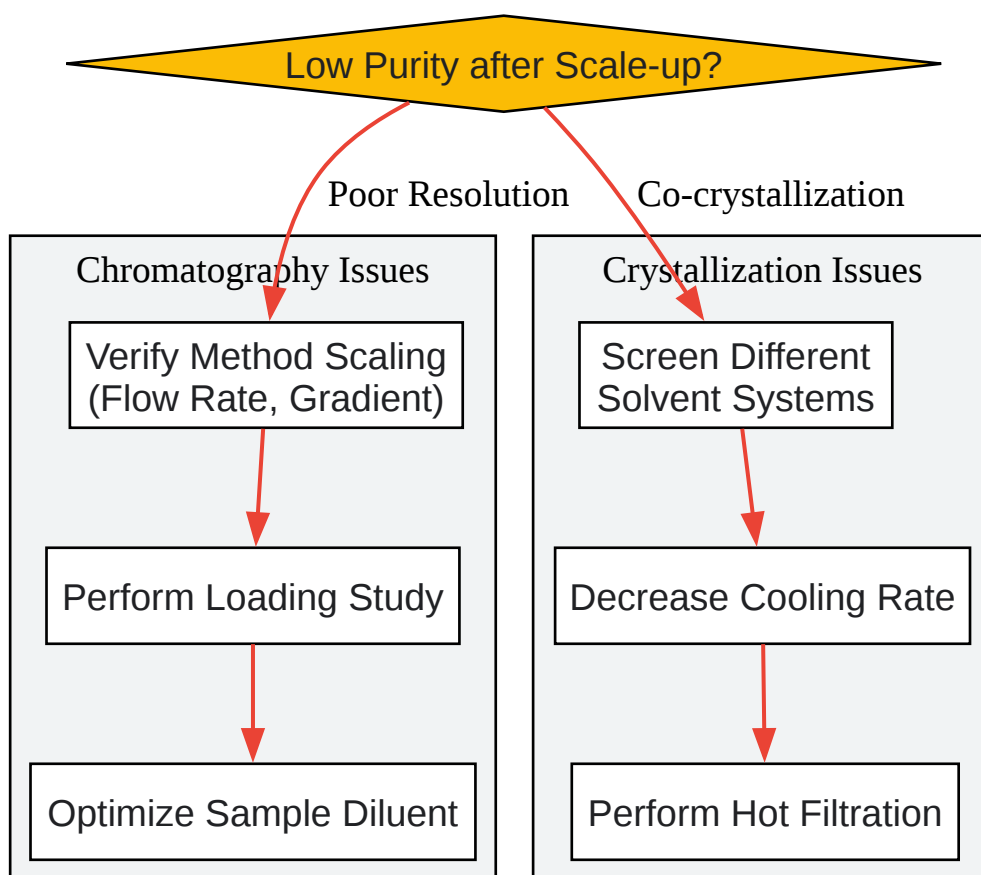 Low Purity after Scale-up?
Poor Resolution
Co-crystallization
Chromatography Issues
Verify Method Scaling
(Flow Rate, Gradient)
Perform Loading Study
Optimize Sample Diluent
Crystallization Issues
Screen Different
Solvent Systems
Decrease Cooling Rate
Perform Hot Filtration